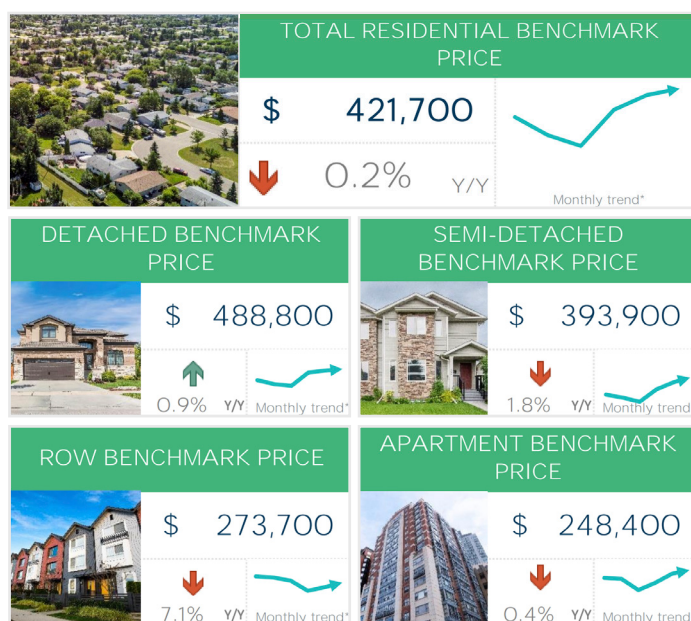 TOTAL RESIDENTIAL BENCHMARK
PRICE
$ 421,700
0.2% Y/Y
Monthly trend*
DETACHED BENCHMARK
PRICE
$ 488,800
0.9% Y/Y Monthly trend*
SEMI-DETACHED
BENCHMARK PRICE
$ 393,900
1.8% Y/Y Monthly trend
ROW BENCHMARK PRICE
$ 273,700
7.1% Y/Y Monthly trend*
APARTMENT BENCHMARK
PRICE
$ 248,400
0.4% Y/Y Monthly trend